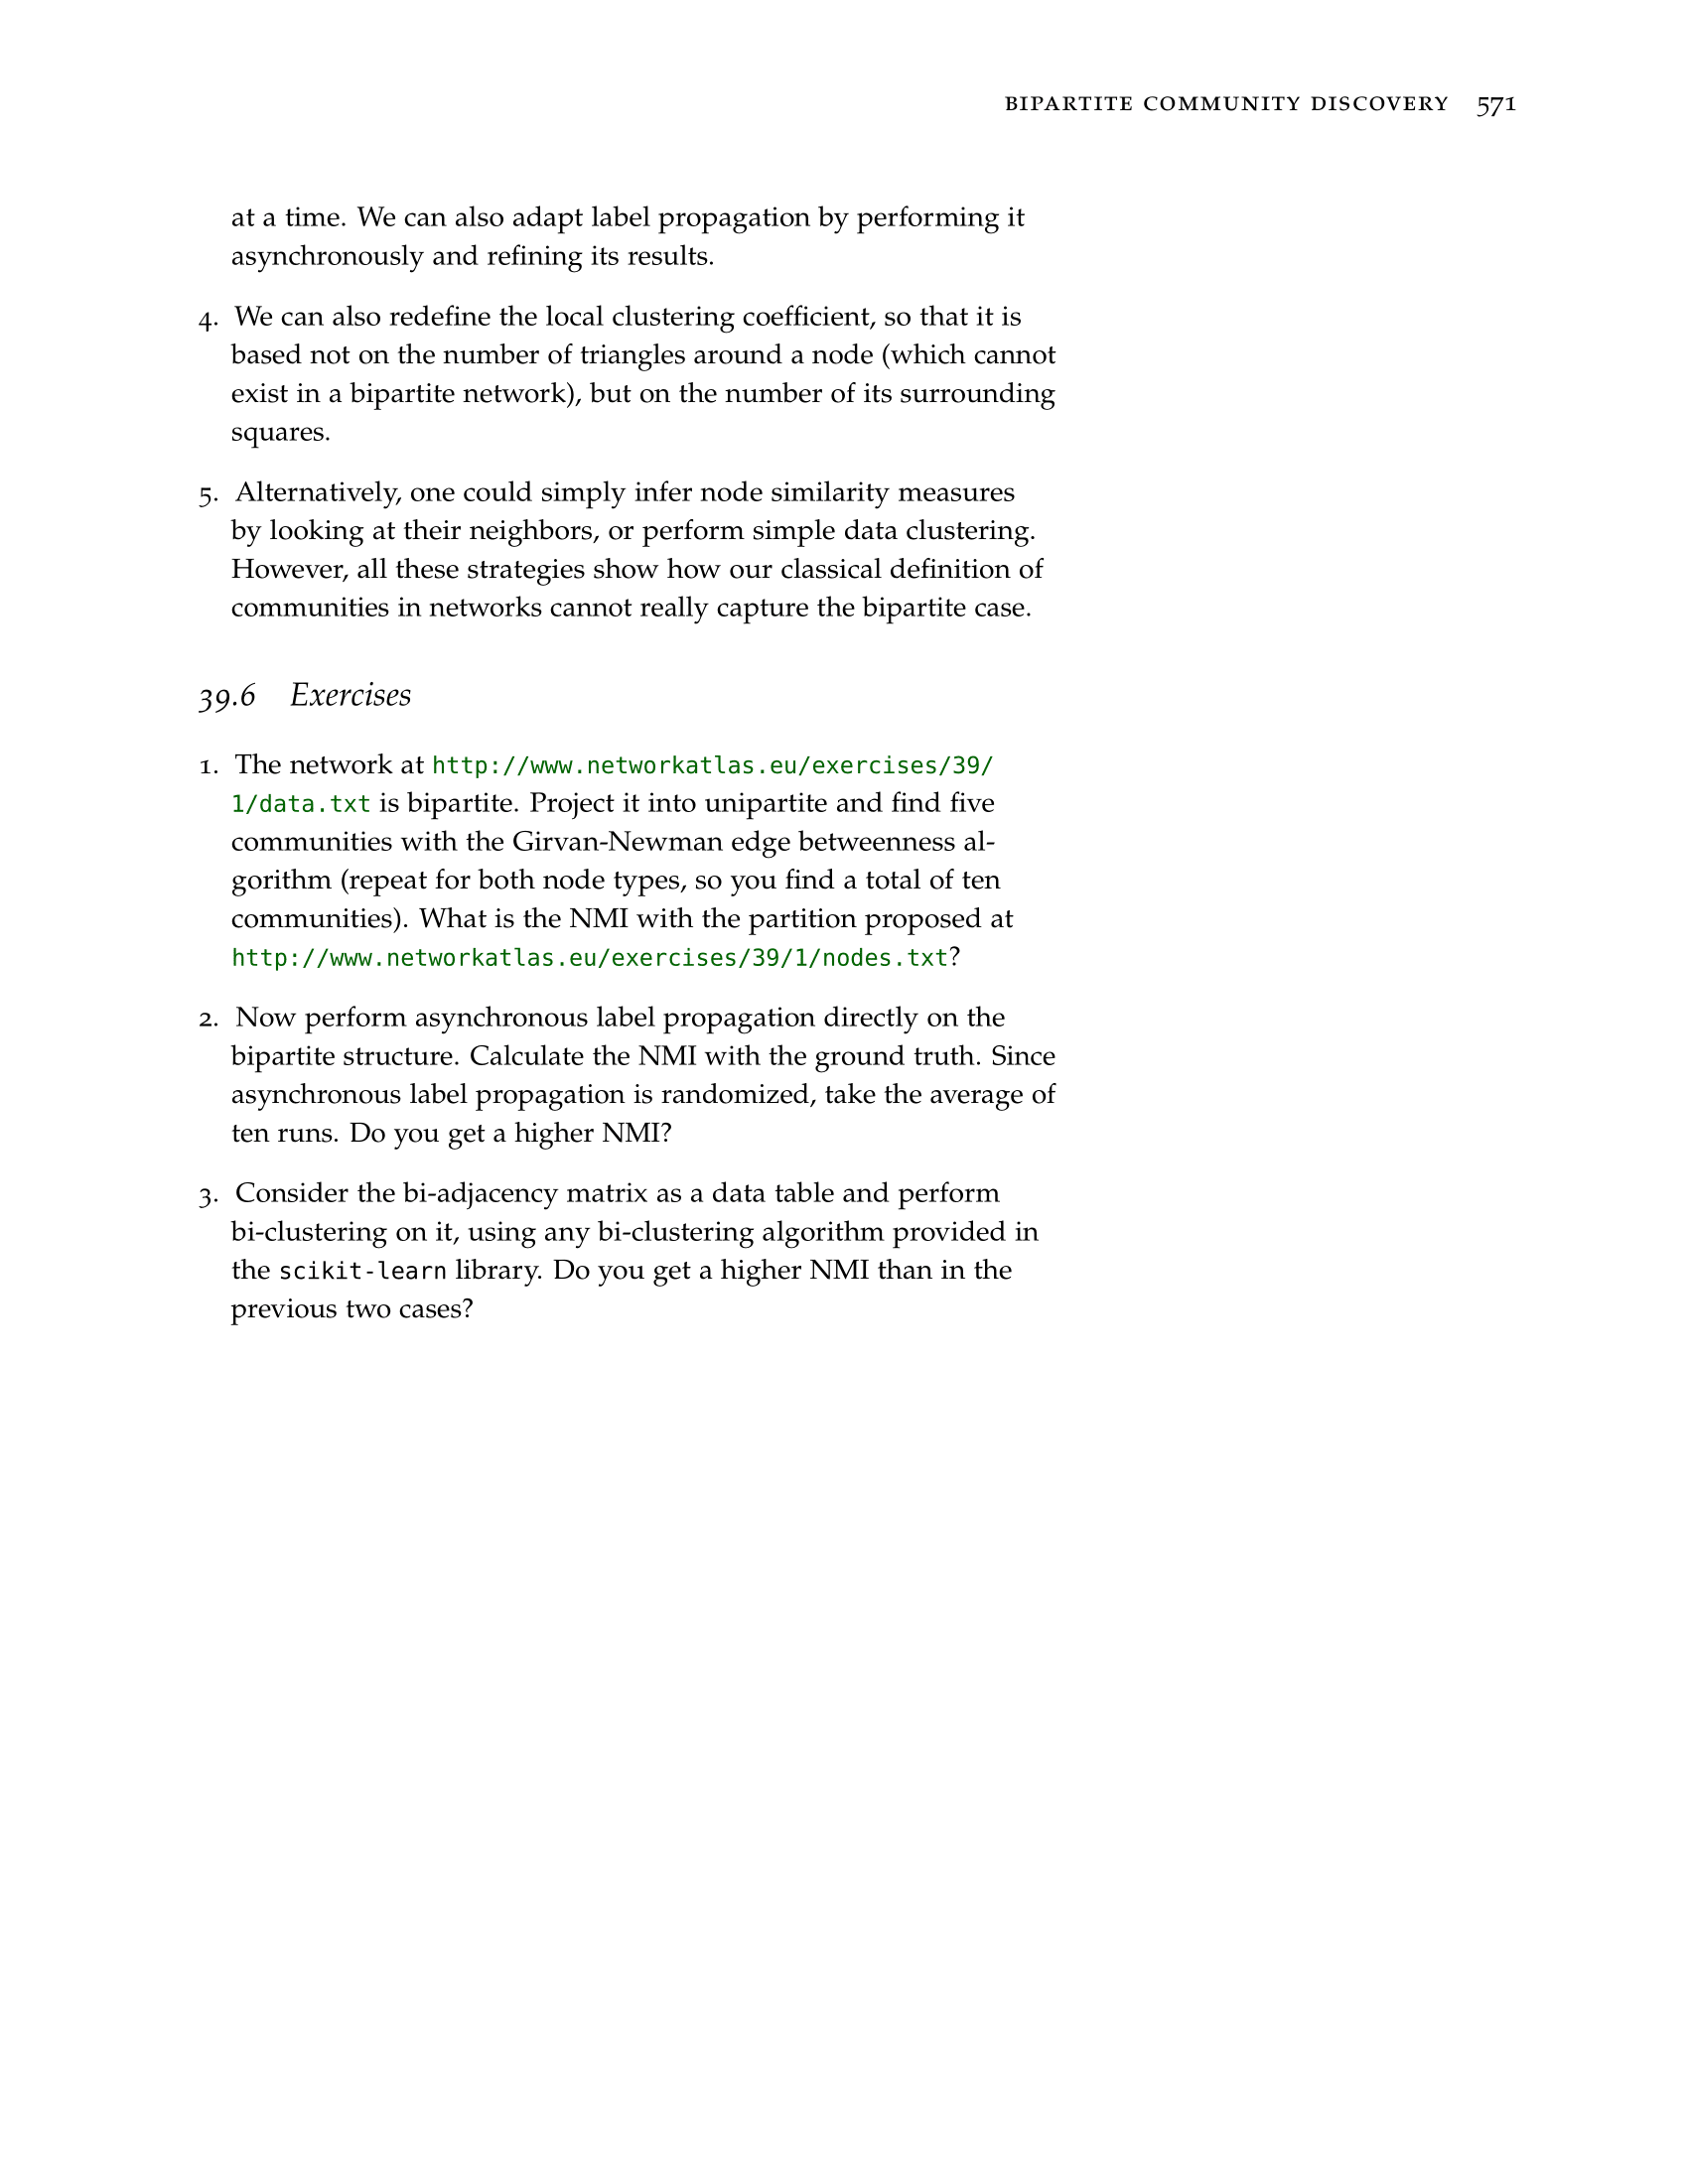 BIPARTITE COMMUNITY DISCOVERY 571
at a time. We can also adapt label propagation by performing it
asynchronously and refining its results.
4. We can also redefine the local clustering coefficient, so that it is
based not on the number of triangles around a node (which cannot
exist in a bipartite network), but on the number of its surrounding
squares.
5. Alternatively, one could simply infer node similarity measures
by looking at their neighbors, or perform simple data clustering.
However, all these strategies show how our classical definition of
communities in networks cannot really capture the bipartite case.
39.6 Exercises
1. The network at http://www.networkatlas.eu/exercises/39/
1/data.txt is bipartite. Project it into unipartite and find five
communities with the Girvan-Newman edge betweenness al-
gorithm (repeat for both node types, so you find a total of ten
communities). What is the NMI with the partition proposed at
http://www.networkatlas.eu/exercises/39/1/nodes.txt?
2. Now perform asynchronous label propagation directly on the
bipartite structure. Calculate the NMI with the ground truth. Since
asynchronous label propagation is randomized, take the average of
ten runs. Do you get a higher NMI?
3. Consider the bi-adjacency matrix as a data table and perform
bi-clustering on it, using any bi-clustering algorithm provided in
the scikit-learn library. Do you get a higher NMI than in the
previous two cases?